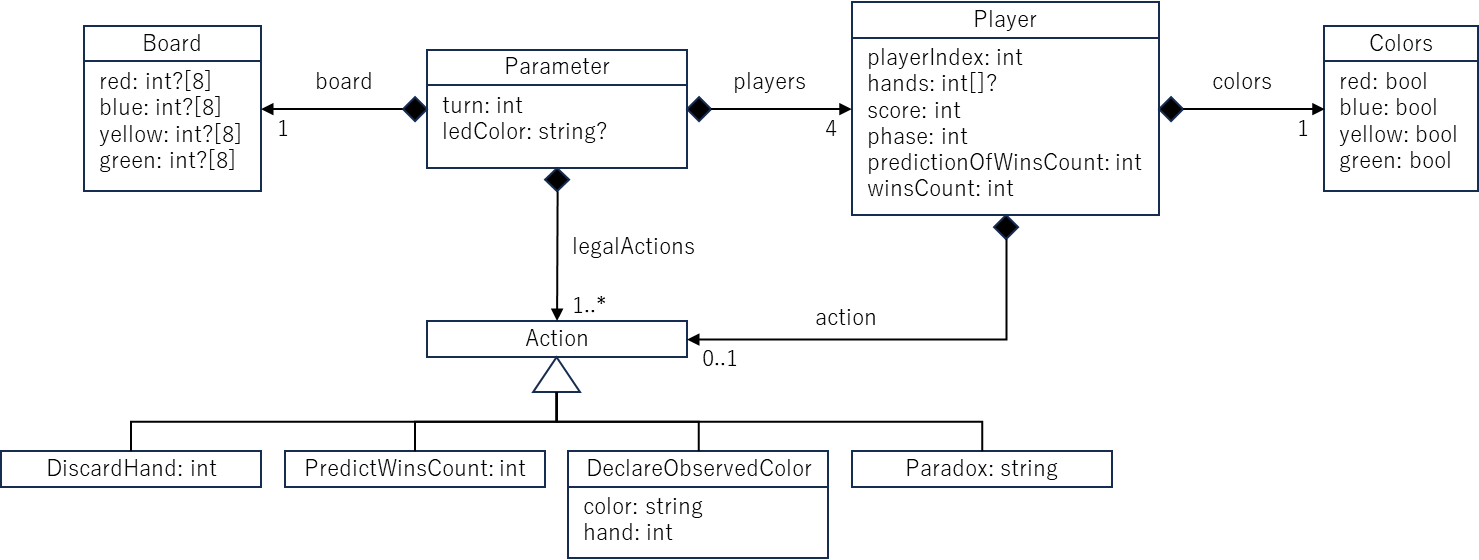 Board
red: int?[8]
blue: int?[8]
yellow: int?[8]
green: int?[8]
board
1
Parameter
turn: int
ledColor: string?
players
4
Player
playerIndex: int
hands: int[]?
score: int
phase: int
predictionOfWinsCount: int
winsCount: int
colors
1
Colors
red: bool
blue: bool
yellow: bool
green: bool
legalActions
1..*
action
0..1
Action
DiscardHand: int
PredictWinsCount: int
DeclareObservedColor
color: string
hand: int
Paradox: string